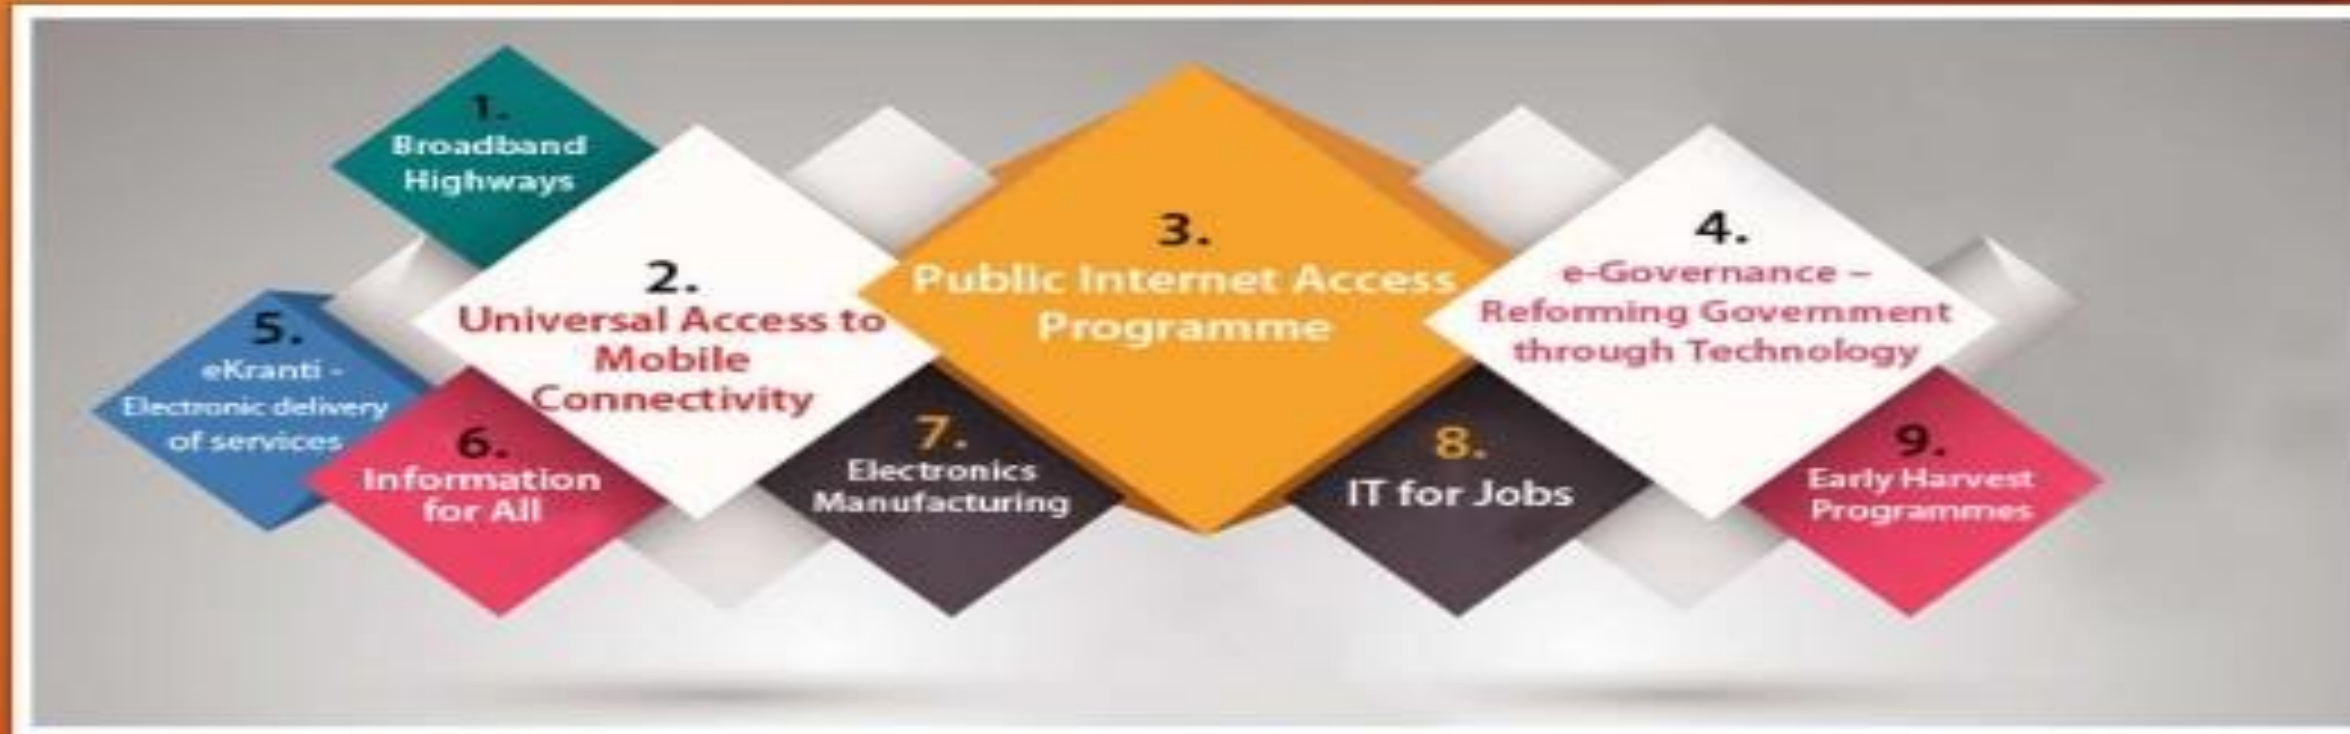 1.
Broadband
Highways
2.
Universal Access to
Mobile
Connectivity
3.
Public Internet Access
Programme
4.
e-Governance –
Reforming Government
through Technology
5.
eKranti -
Electronic delivery
of services
6.
Information
for All
7.
Electronics
Manufacturing
8.
IT for Jobs
9.
Early Harvest
Programmes